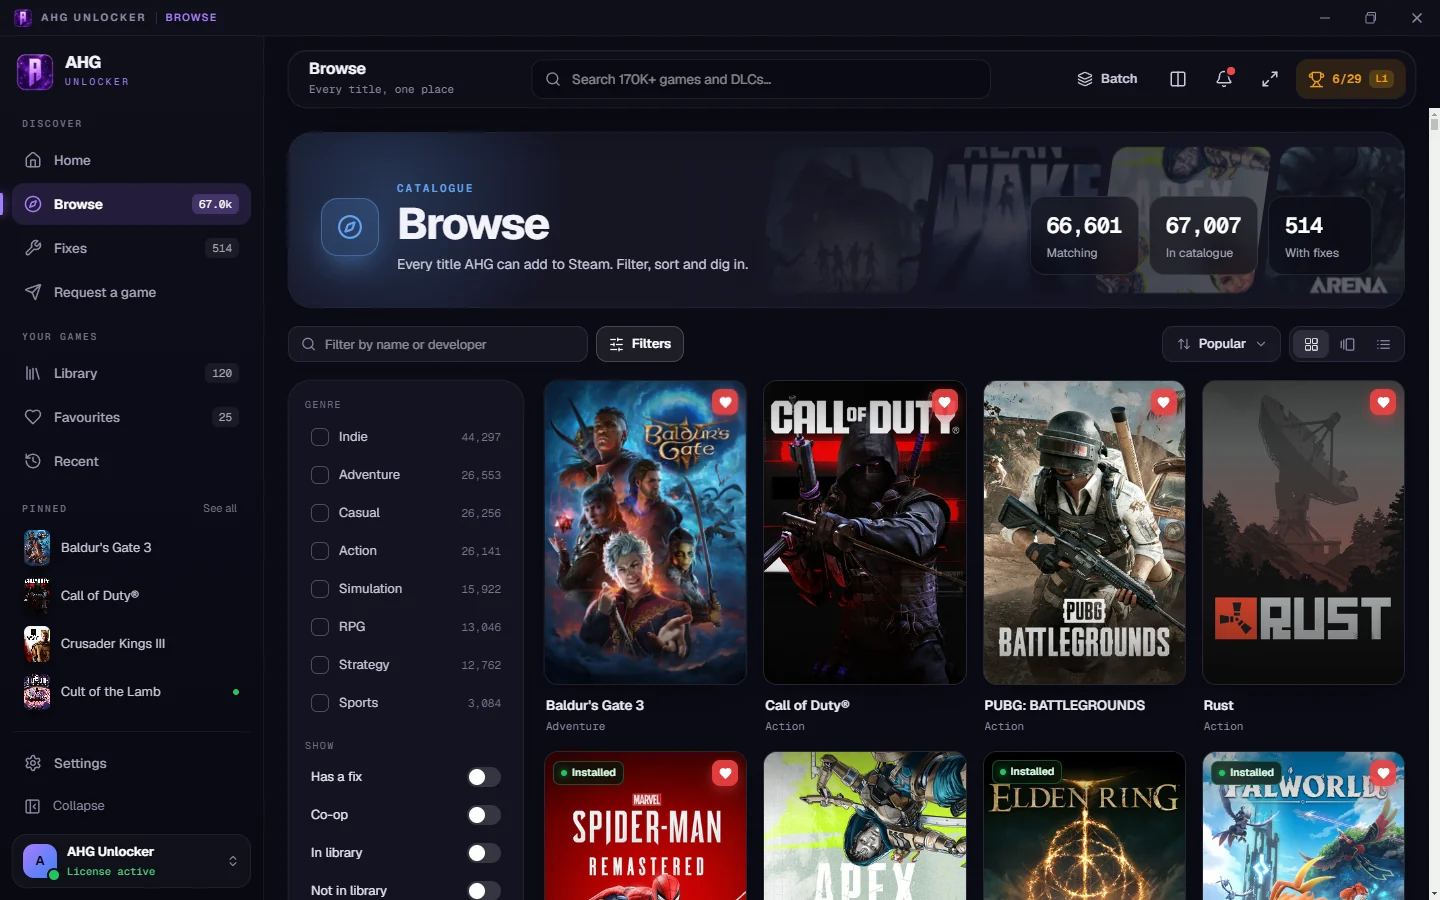 AHG UNLOCKER | BROWSE
AHG
UNLOCKER
Browse
Every title, one place
Search 170K+ games and DLCs...
Batch
6/29 L1
DISCOVER
Home
Browse 67.0k
Fixes 514
Request a game
YOUR GAMES
Library 120
Favourites 25
Recent
PINNED See all
Baldur's Gate 3
Call of Duty®
Crusader Kings III
Cult of the Lamb
Settings
Collapse
A
AHG Unlocker
License active
CATALOGUE
Browse
Every title AHG can add to Steam. Filter, sort and dig in.
ALAN
WAKE
APEX
ARENA
66,601
Matching
67,007
In catalogue
514
With fixes
Filter by name or developer
Filters
Popular
GENRE
Indie 44,297
Adventure 26,553
Casual 26,256
Action 26,141
Simulation 15,922
RPG 13,046
Strategy 12,762
Sports 3,084
SHOW
Has a fix
Co-op
In library
Not in library
Baldur's
Gate
Baldur's Gate 3
Adventure
CALL OF DUTY®
Call of Duty®
Action
PUBG
BATTLEGROUNDS
PUBG: BATTLEGROUNDS
Action
RUST
Rust
Action
Installed
MARVEL
SPIDER-MAN
REMASTERED
APEX
Installed
ELDEN RING
Installed
PALWORLD